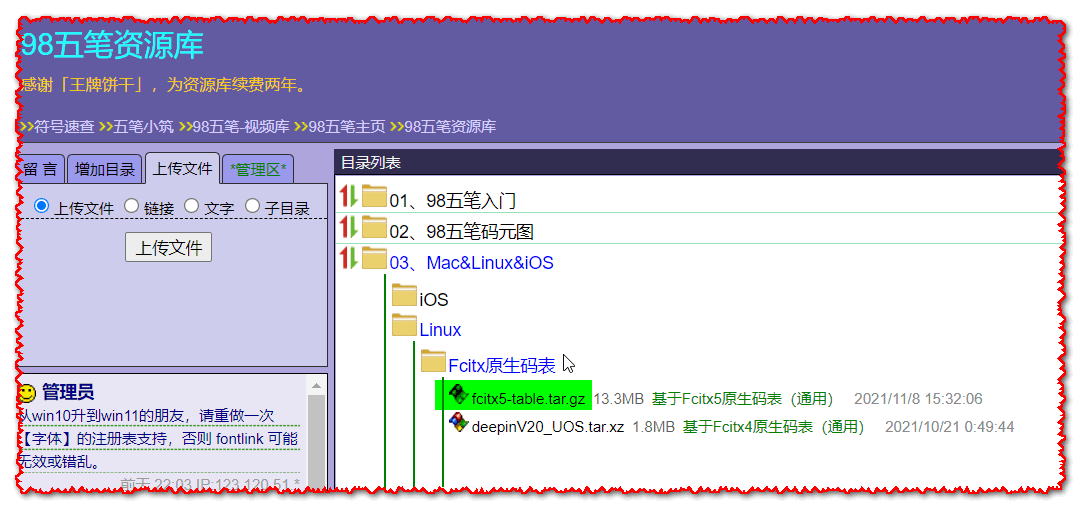 98五笔资源库
感谢「王牌饼干」，为资源库续费两年。
>>符号速查 >>五笔小筑 >>98五笔-视频库 >>98五笔主页 >>98五笔资源库
留 言 增加目录 上传文件 *管理区*
上传文件 链接 文字 子目录
上传文件
管理员
从win10升到win11的朋友，请重做一次
【字体】的注册表支持，否则 fontlink 可能
无效或错乱。
前天 22:03 IP:123.120.51.*
目录列表
01、98五笔入门
02、98五笔码元图
03、Mac&Linux&iOS
iOS
Linux
Fcitx原生码表
fcitx5-table.tar.gz 13.3MB 基于Fcitx5原生码表（通用） 2021/11/8 15:32:06
deepinV20_UOS.tar.xz 1.8MB 基于Fcitx4原生码表（通用） 2021/10/21 0:49:44